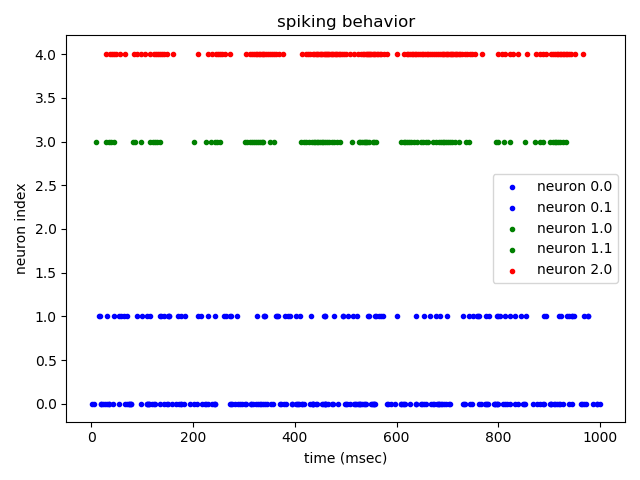 spiking behavior
neuron index
4.0
3.5
3.0
2.5
2.0
1.5
1.0
0.5
0.0
neuron 0.0
neuron 0.1
neuron 1.0
neuron 1.1
neuron 2.0
0 200 400 600 800 1000
time (msec)